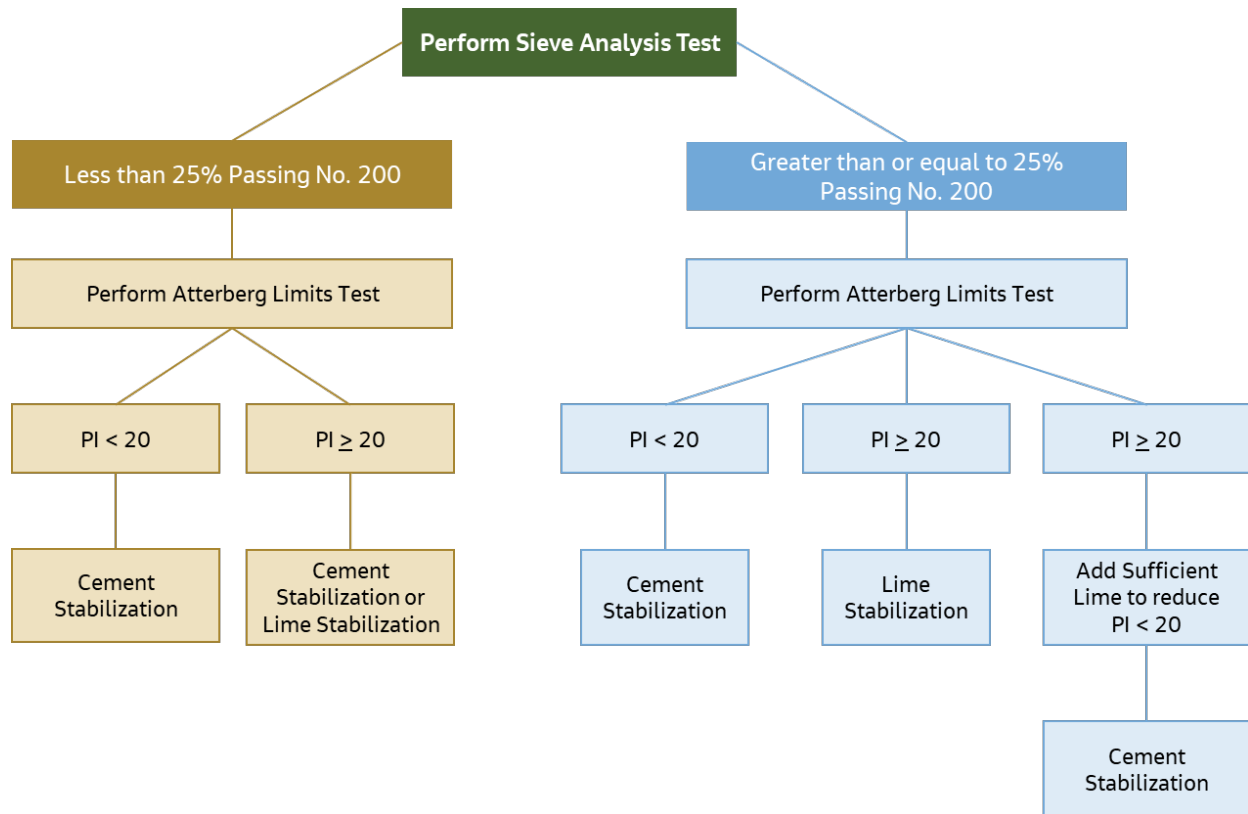 Perform Sieve Analysis Test
Less than 25% Passing No. 200
Greater than or equal to 25%
Passing No. 200
Perform Atterberg Limits Test
Perform Atterberg Limits Test
PI < 20
PI ≥ 20
PI < 20
PI ≥ 20
PI ≥ 20
Cement
Stabilization
Cement
Stabilization or
Lime Stabilization
Cement
Stabilization
Lime
Stabilization
Add Sufficient
Lime to reduce
PI < 20
Cement
Stabilization